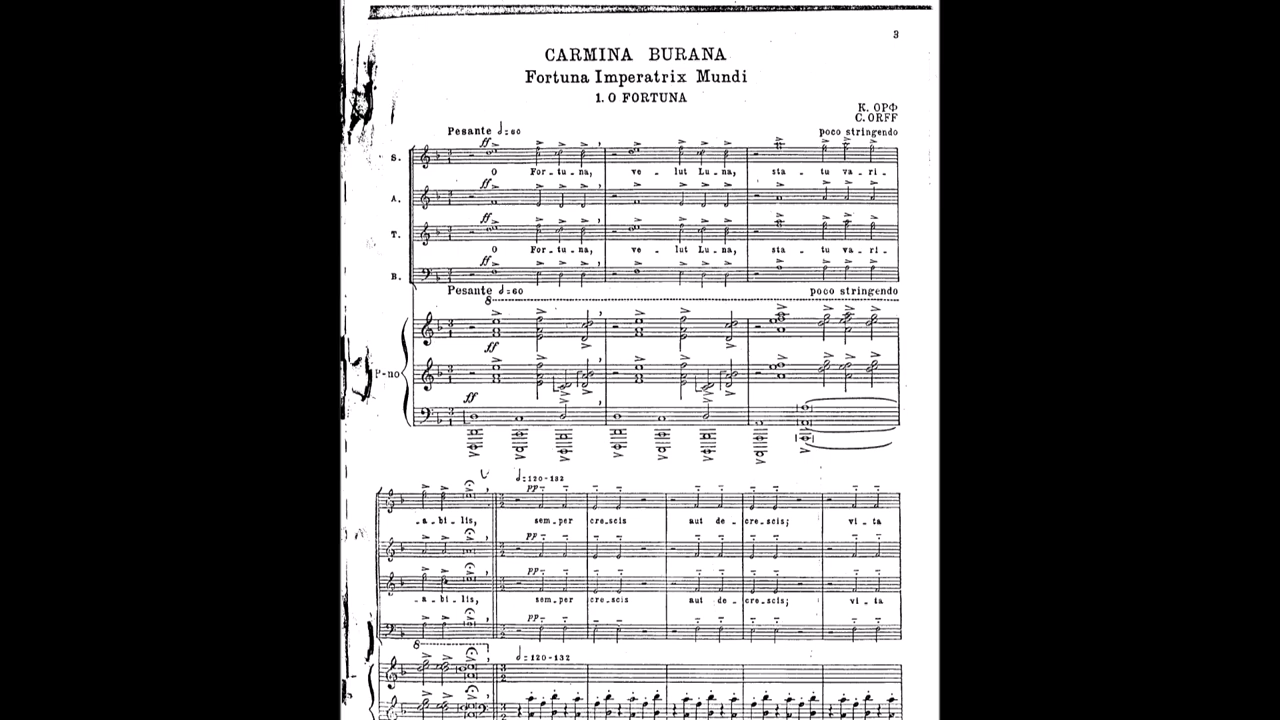 3
CARMINA BURANA
Fortuna Imperatrix Mundi
1. O FORTUNA
К. ОРФ
C. ORFF
Pesante 𝅗𝅥=60 poco stringendo
ff
S.
O For-tu-na, ve - lut Lu-na, sta - tu va-ri-
ff
A.
ff
T.
O For-tu-na, ve - lut Lu-na, sta - tu va-ri-
ff
B.
Pesante 𝅗𝅥=60 poco stringendo
8
ff
P-no
ff
𝅗𝅥=120-132
pp
-a-bi-lis, sem-per cre-scis aut de-cre-scis; vi-ta
pp
pp
-a-bi-lis, sem-per cre-scis aut de-cre-scis; vi-ta
pp
8
𝅗𝅥=120-132